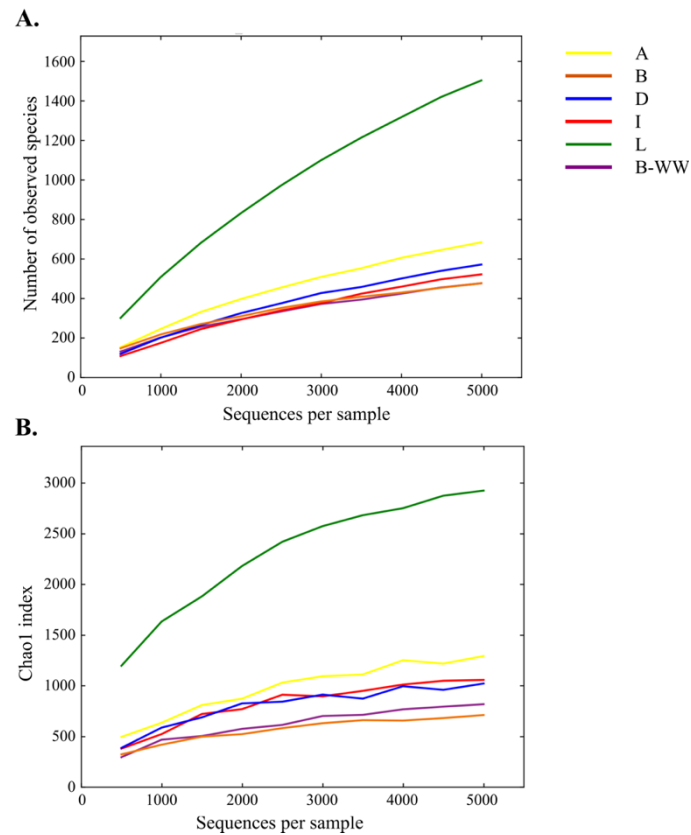 A.
1600
1400
1200
1000
800
600
400
200
0
0 1000 2000 3000 4000 5000
Number of observed species
Sequences per sample
A
B
D
I
L
B-WW
B.
3000
2500
2000
1500
1000
500
0
0 1000 2000 3000 4000 5000
Chao1 index
Sequences per sample